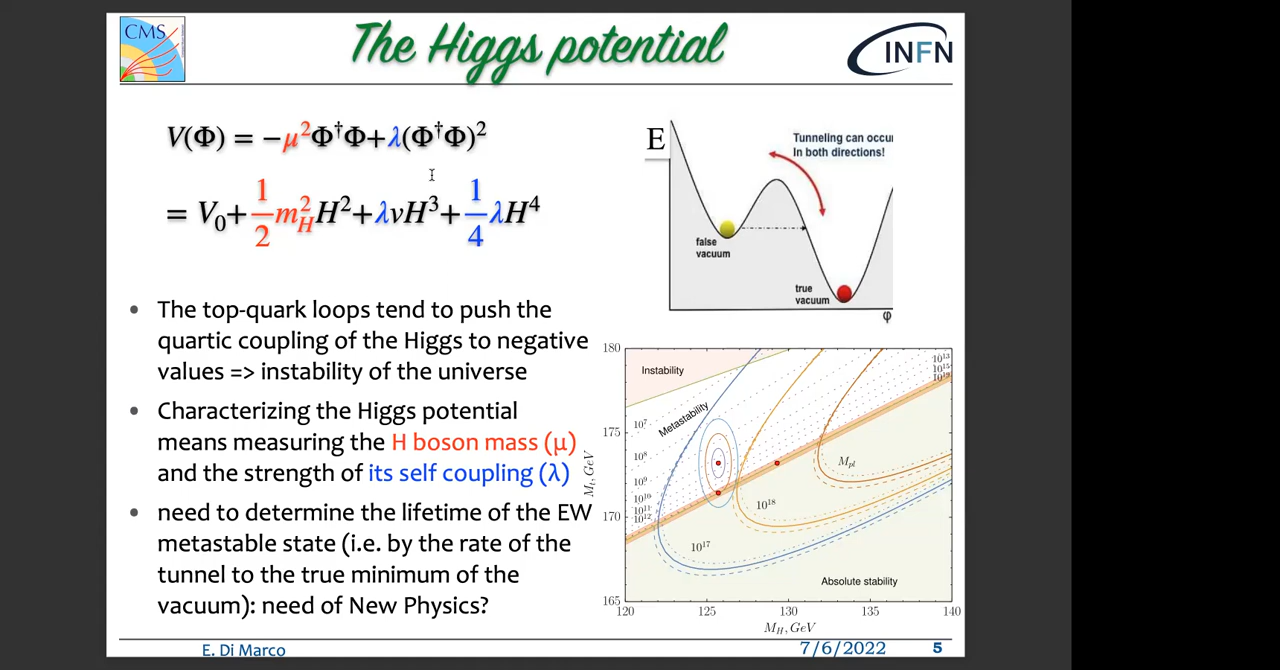 CMS
The Higgs potential
INFN
V(Φ) = −μ²Φ†Φ+λ(Φ†Φ)²
= V₀+ 1/2 m²_H H²+λvH³+ 1/4 λH⁴
E
Tunneling can occu
In both directions!
false
vacuum
true
vacuum
φ
• The top-quark loops tend to push the
quartic coupling of the Higgs to negative
values => instability of the universe
• Characterizing the Higgs potential
means measuring the H boson mass (μ)
and the strength of its self coupling (λ)
• need to determine the lifetime of the EW
metastable state (i.e. by the rate of the
tunnel to the true minimum of the
vacuum): need of New Physics?
180
175
170
165
M_t, GeV
Instability
Metastability
10⁷
10⁸
10⁹
10¹⁰
10¹¹
10¹²
10¹³
10¹⁵
M_pl
10¹⁸
10¹⁷
Absolute stability
120 125 130 135 140
M_H, GeV
E. Di Marco
7/6/2022
5